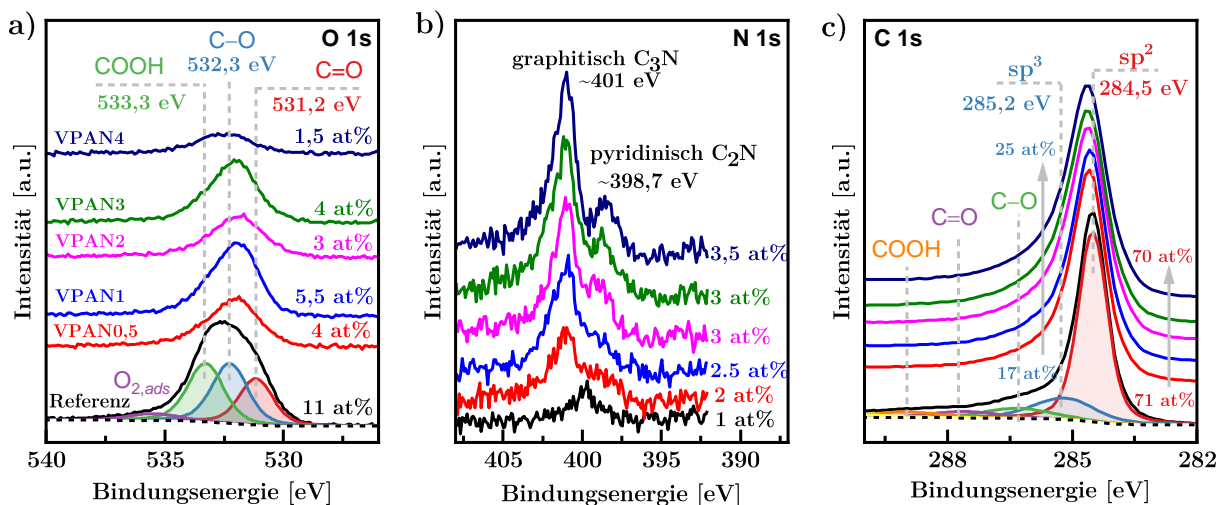 a)
O 1s
C–O
532,3 eV
COOH
C=O
533,3 eV
531,2 eV
VPAN4
1,5 at%
VPAN3
4 at%
VPAN2
3 at%
VPAN1
5,5 at%
VPAN0,5
4 at%
O2,ads
Referenz
11 at%
540
535
530
Bindungsenergie [eV]
Intensität [a.u.]
b)
N 1s
graphitisch C3N
~401 eV
pyridinisch C2N
~398,7 eV
3,5 at%
3 at%
3 at%
2.5 at%
2 at%
1 at%
405
400
395
390
Bindungsenergie [eV]
Intensität [a.u.]
c)
C 1s
sp3
sp2
285,2 eV
284,5 eV
25 at%
C–O
C=O
COOH
70 at%
17 at%
71 at%
288
285
282
Bindungsenergie [eV]
Intensität [a.u.]